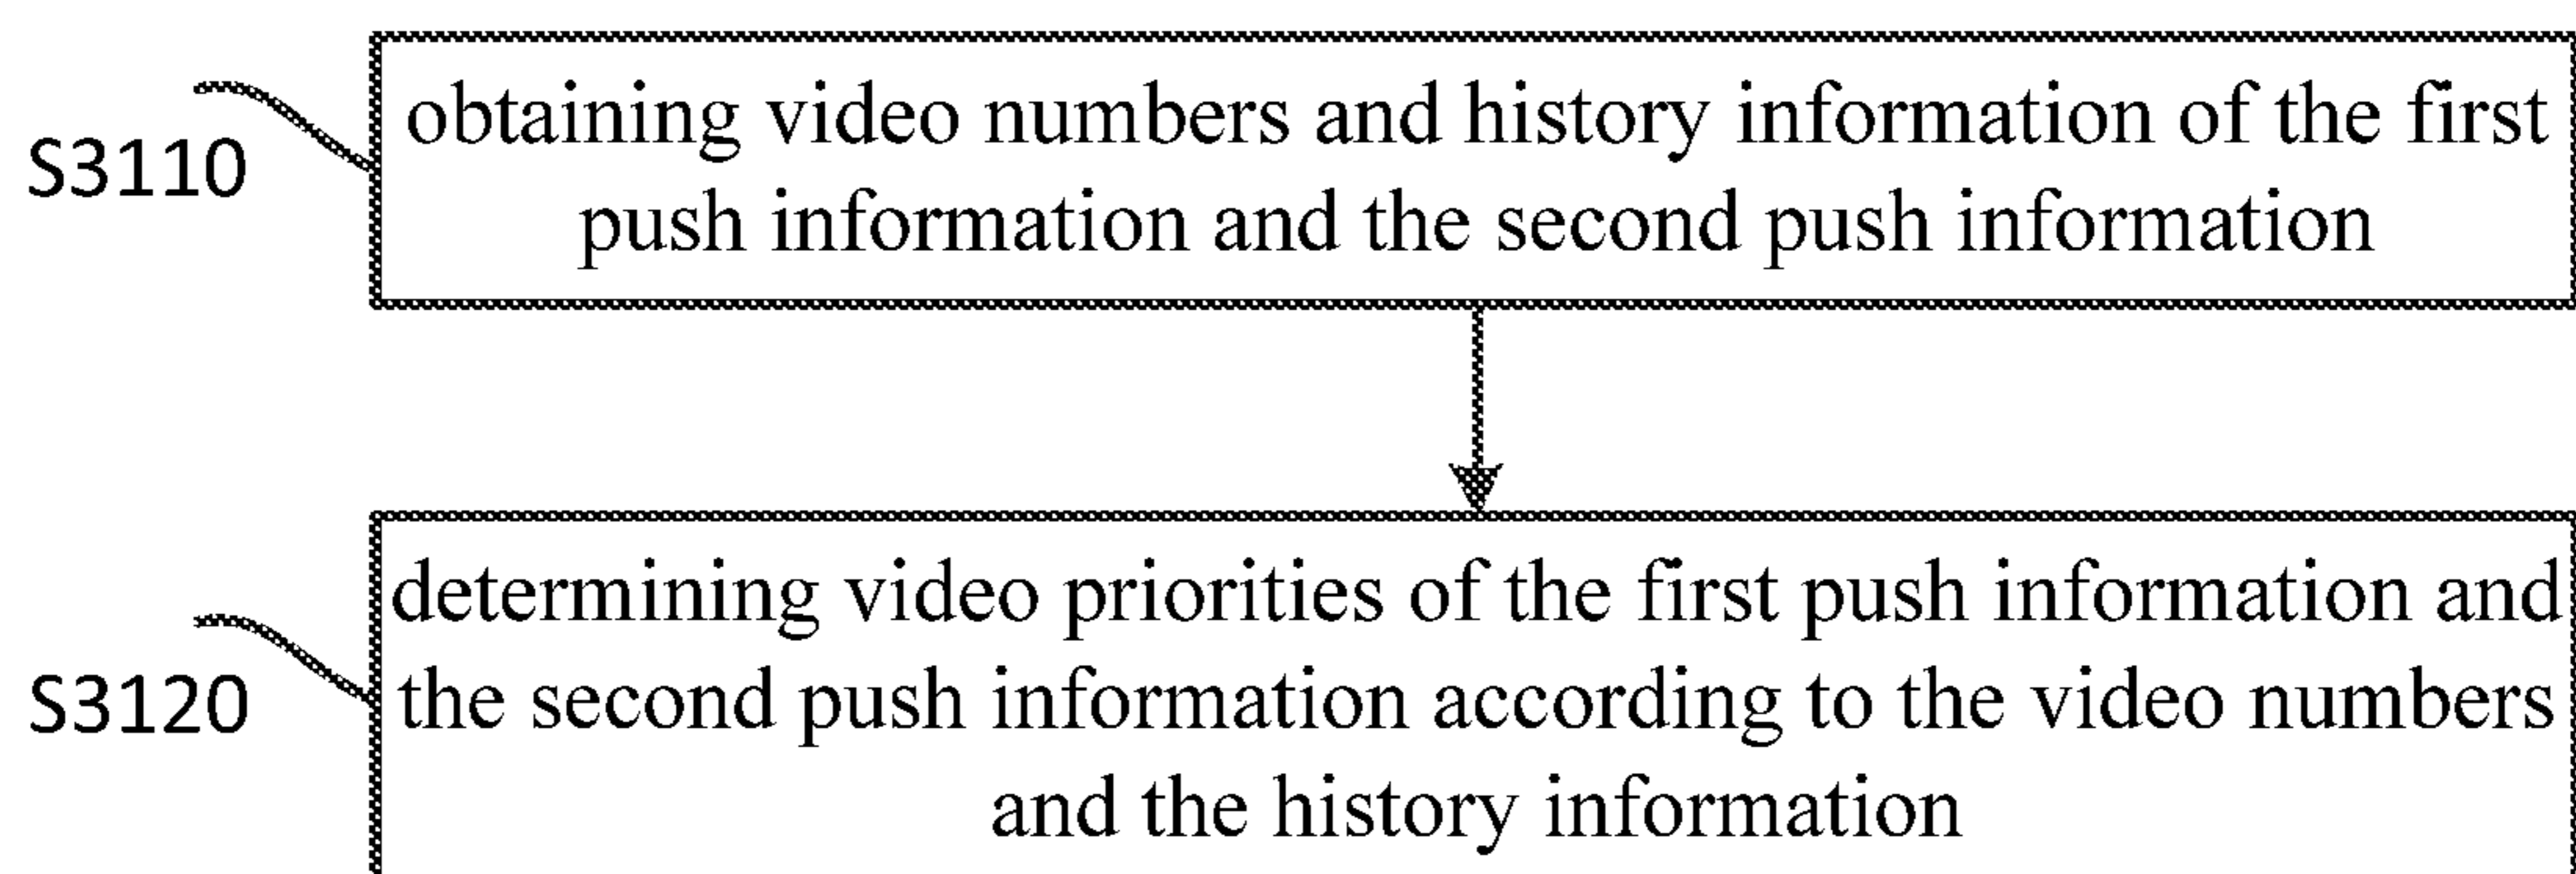 S3110
obtaining video numbers and history information of the first
push information and the second push information
S3120
determining video priorities of the first push information and
the second push information according to the video numbers
and the history information